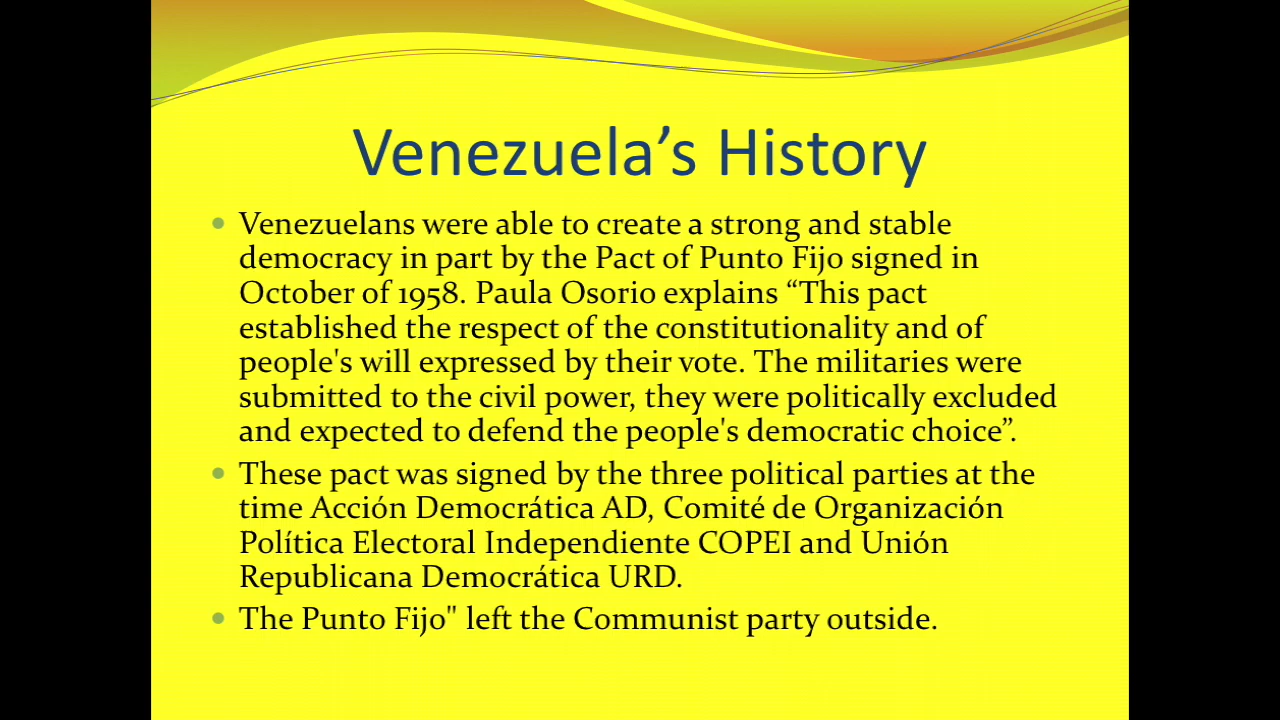 Venezuela’s History
Venezuelans were able to create a strong and stable
democracy in part by the Pact of Punto Fijo signed in
October of 1958. Paula Osorio explains “This pact
established the respect of the constitutionality and of
people's will expressed by their vote. The militaries were
submitted to the civil power, they were politically excluded
and expected to defend the people's democratic choice”.
These pact was signed by the three political parties at the
time Acción Democrática AD, Comité de Organización
Política Electoral Independiente COPEI and Unión
Republicana Democrática URD.
The Punto Fijo" left the Communist party outside.